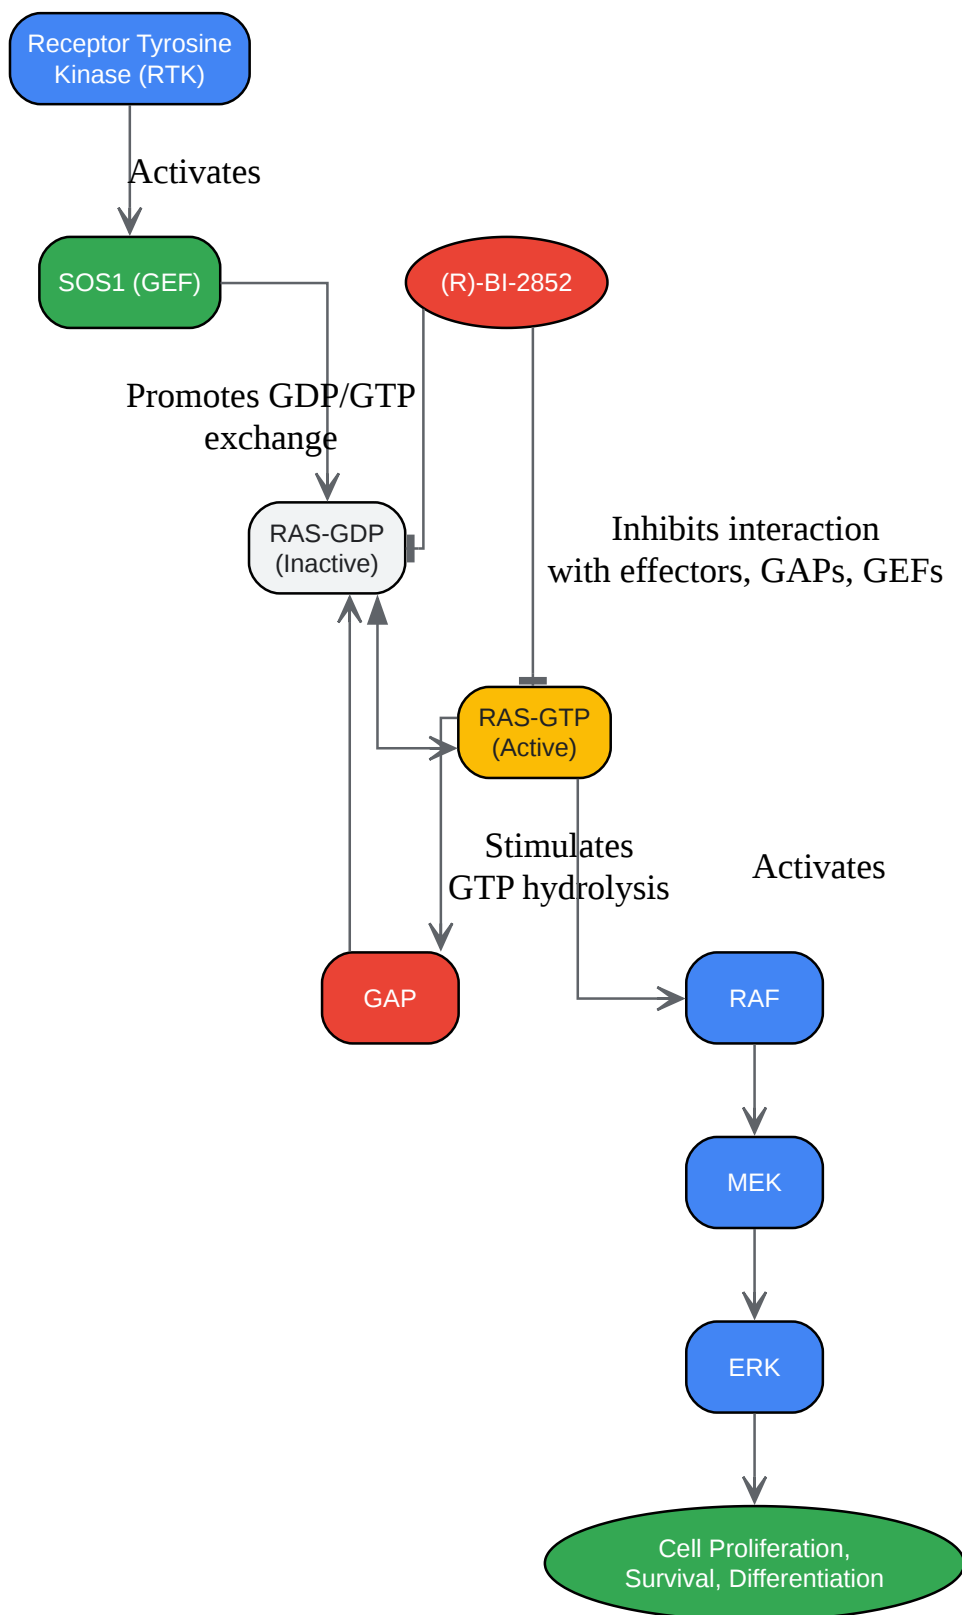 Receptor Tyrosine
Kinase (RTK)
Activates
SOS1 (GEF)
(R)-BI-2852
Promotes GDP/GTP
exchange
RAS-GDP
(Inactive)
Inhibits interaction
with effectors, GAPs, GEFs
RAS-GTP
(Active)
Stimulates
GTP hydrolysis
Activates
GAP
RAF
MEK
ERK
Cell Proliferation,
Survival, Differentiation